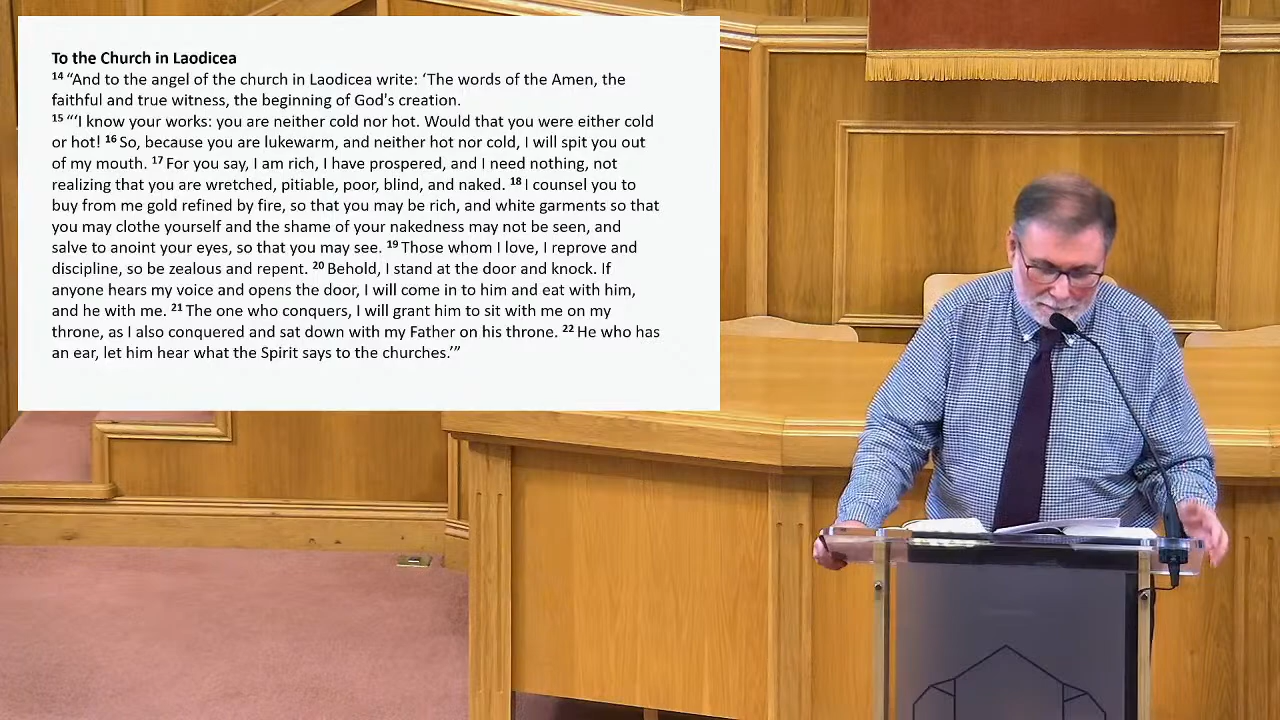 To the Church in Laodicea
14 “And to the angel of the church in Laodicea write: ‘The words of the Amen, the
faithful and true witness, the beginning of God's creation.
15 “‘I know your works: you are neither cold nor hot. Would that you were either cold
or hot! 16 So, because you are lukewarm, and neither hot nor cold, I will spit you out
of my mouth. 17 For you say, I am rich, I have prospered, and I need nothing, not
realizing that you are wretched, pitiable, poor, blind, and naked. 18 I counsel you to
buy from me gold refined by fire, so that you may be rich, and white garments so that
you may clothe yourself and the shame of your nakedness may not be seen, and
salve to anoint your eyes, so that you may see. 19 Those whom I love, I reprove and
discipline, so be zealous and repent. 20 Behold, I stand at the door and knock. If
anyone hears my voice and opens the door, I will come in to him and eat with him,
and he with me. 21 The one who conquers, I will grant him to sit with me on my
throne, as I also conquered and sat down with my Father on his throne. 22 He who has
an ear, let him hear what the Spirit says to the churches.’”